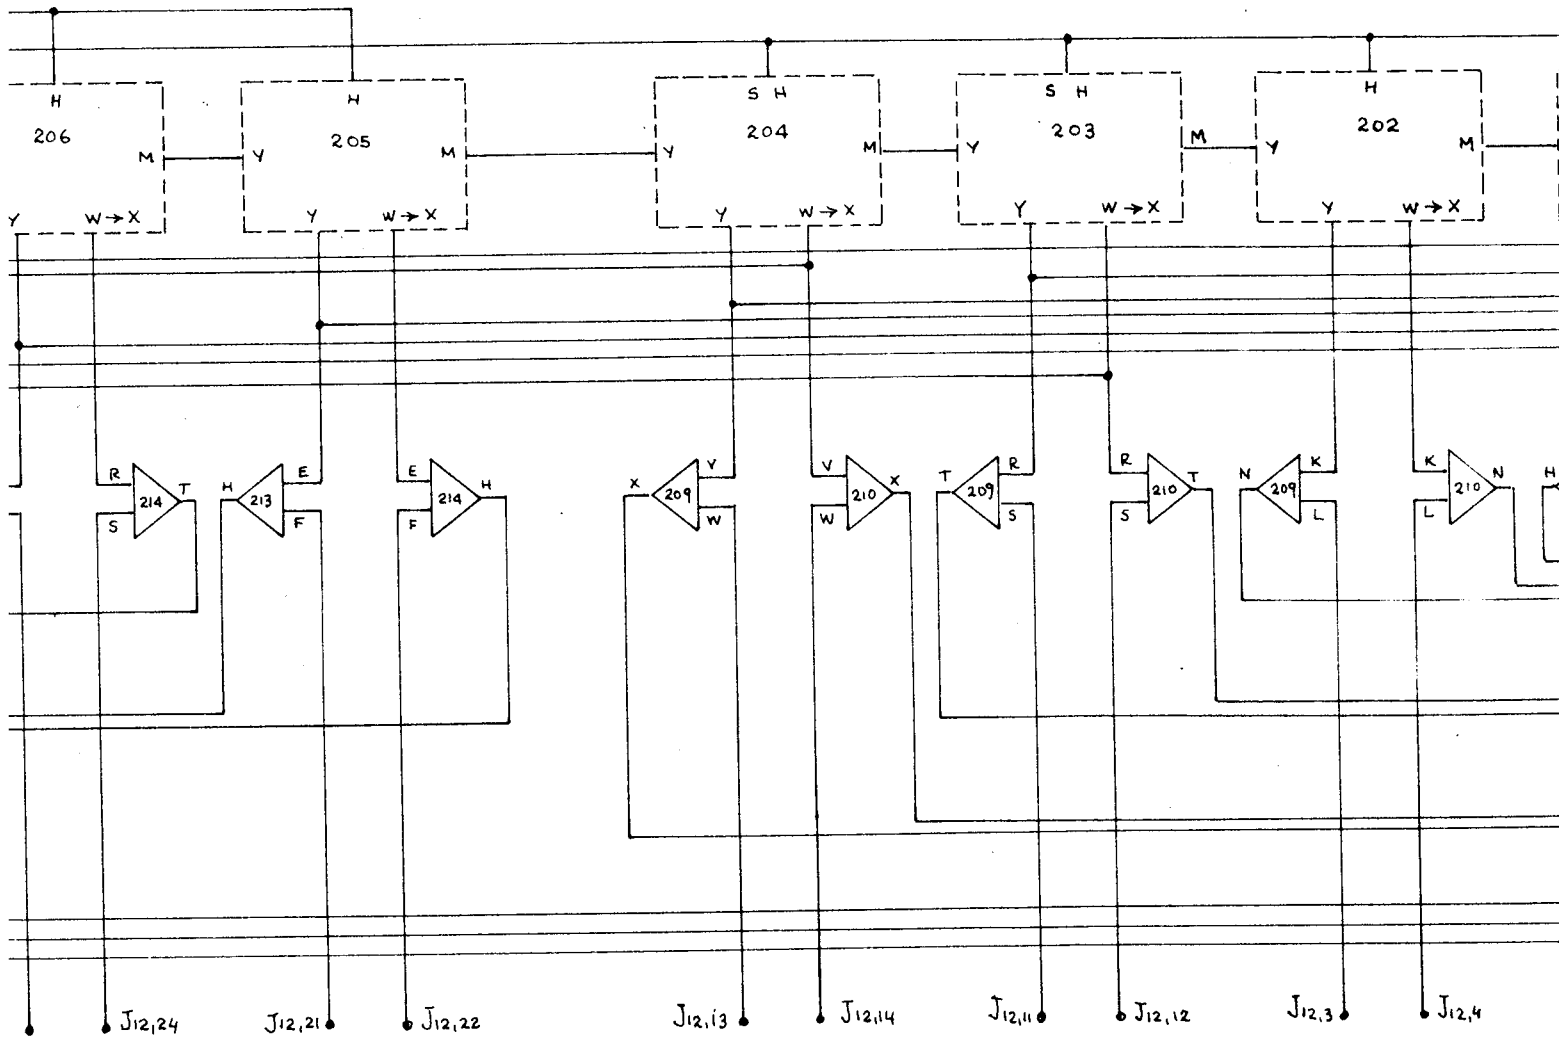 H H S H S H H
206 205 204 203 202
M Y M Y M Y M Y M
Y W→X Y W→X Y W→X Y W→X Y W→X
R E E V V R R K K
T H H X X T T N N H
214 213 214 209 210 209 210 209 210
S F F W W S S L L
J12,24 J12,21 J12,22 J12,13 J12,14 J12,11 J12,12 J12,3 J12,4